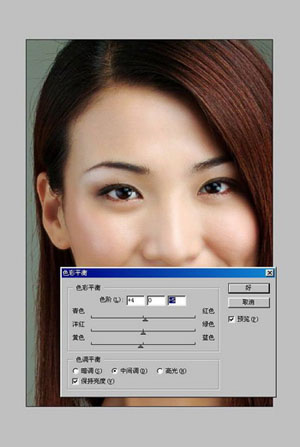 色彩平衡
色彩平衡
色阶(L): +4 0 -5
好
青色 红色
取消
洋红 绿色
预览(P)
黄色 蓝色
色调平衡
暗调(S) 中间调(D) 高光(H)
保持亮度(V)